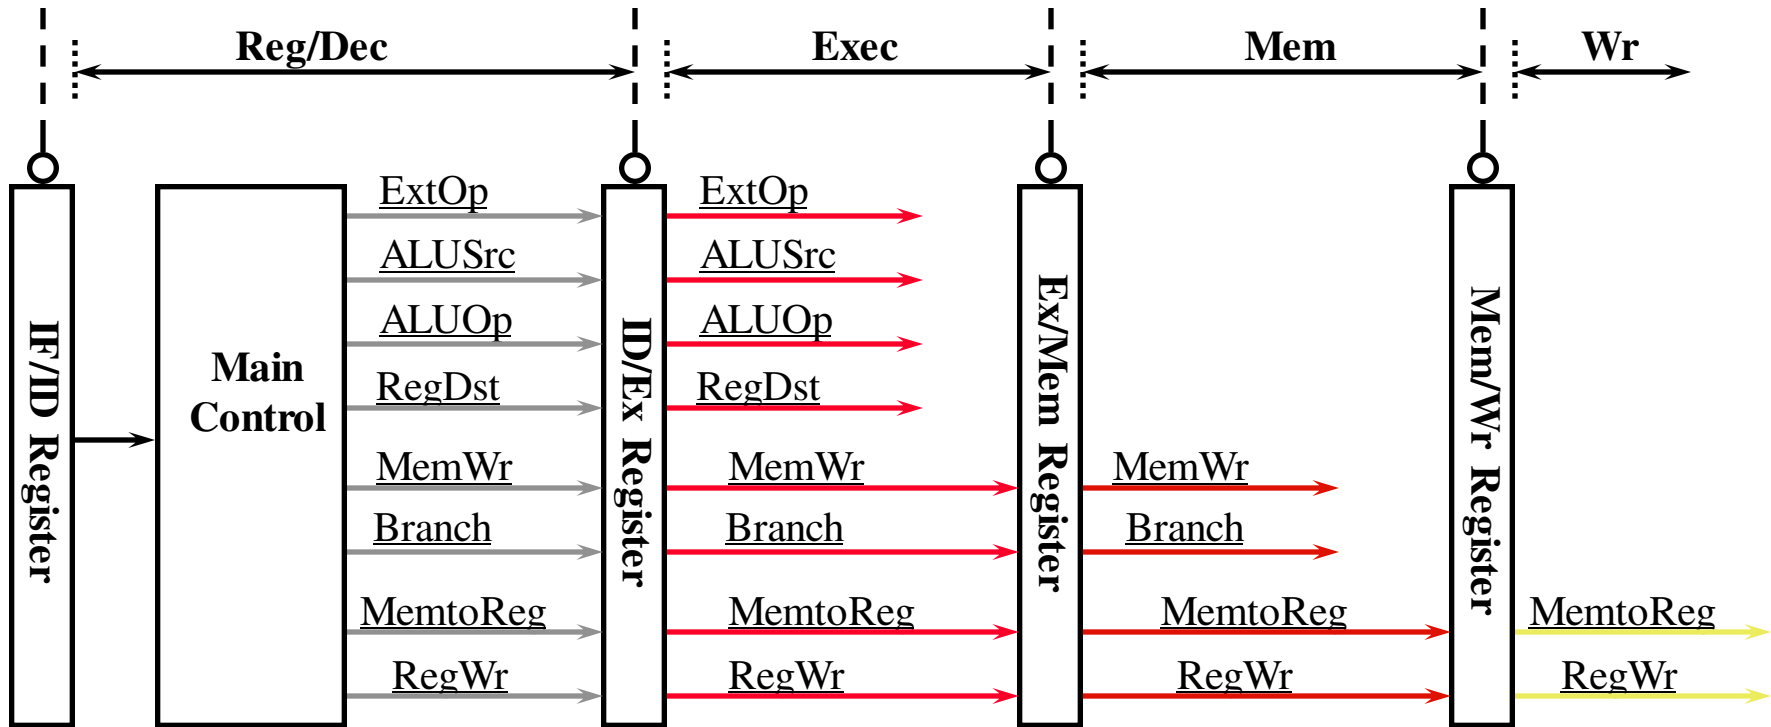 Reg/Dec
Exec
Mem
Wr
IF/ID Register
Main
Control
ExtOp
ALUSrc
ALUOp
RegDst
MemWr
Branch
MemtoReg
RegWr
ID/Ex Register
ExtOp
ALUSrc
ALUOp
RegDst
MemWr
Branch
MemtoReg
RegWr
Ex/Mem Register
MemWr
Branch
MemtoReg
RegWr
Mem/Wr Register
MemtoReg
RegWr